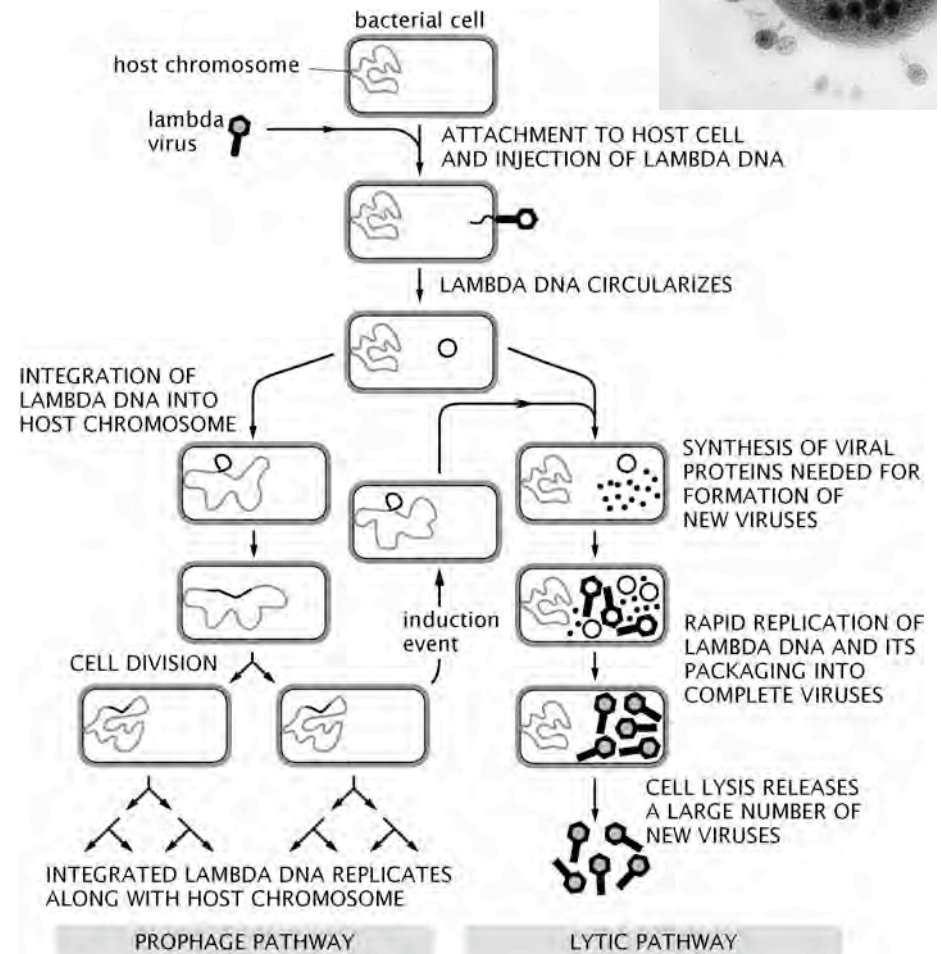 bacterial cell
host chromosome
lambda
virus
ATTACHMENT TO HOST CELL
AND INJECTION OF LAMBDA DNA
LAMBDA DNA CIRCULARIZES
INTEGRATION OF
LAMBDA DNA INTO
HOST CHROMOSOME
SYNTHESIS OF VIRAL
PROTEINS NEEDED FOR
FORMATION OF
NEW VIRUSES
induction
event
RAPID REPLICATION OF
LAMBDA DNA AND ITS
PACKAGING INTO
COMPLETE VIRUSES
CELL DIVISION
CELL LYSIS RELEASES
A LARGE NUMBER OF
NEW VIRUSES
INTEGRATED LAMBDA DNA REPLICATES
ALONG WITH HOST CHROMOSOME
PROPHAGE PATHWAY
LYTIC PATHWAY